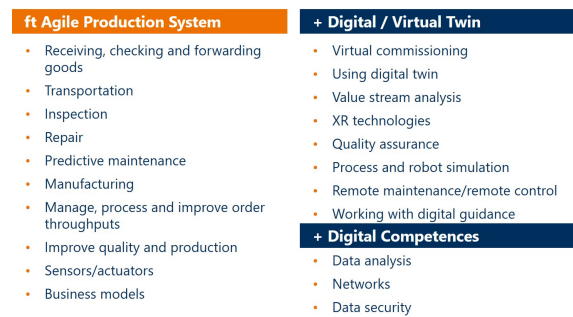 ft Agile Production System
• Receiving, checking and forwarding
goods
• Transportation
• Inspection
• Repair
• Predictive maintenance
• Manufacturing
• Manage, process and improve order
throughputs
• Improve quality and production
• Sensors/actuators
• Business models
+ Digital / Virtual Twin
• Virtual commissioning
• Using digital twin
• Value stream analysis
• XR technologies
• Quality assurance
• Process and robot simulation
• Remote maintenance/remote control
• Working with digital guidance
+ Digital Competences
• Data analysis
• Networks
• Data security